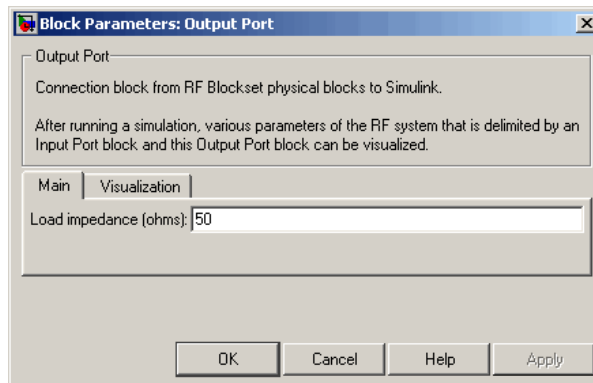 Block Parameters: Output Port
Output Port
Connection block from RF Blockset physical blocks to Simulink.
After running a simulation, various parameters of the RF system that is delimited by an
Input Port block and this Output Port block can be visualized.
Main Visualization
Load impedance (ohms): 50
OK Cancel Help Apply